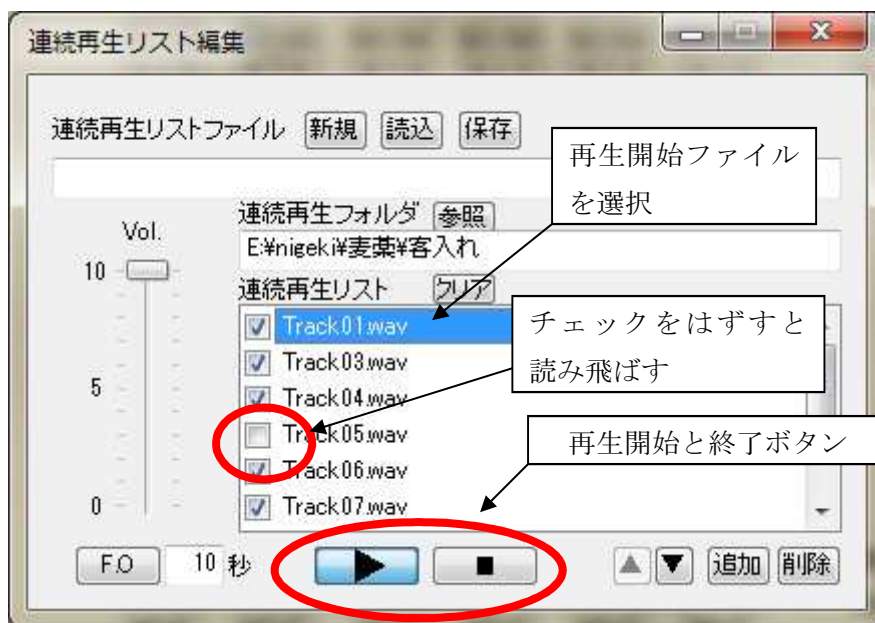 連続再生リスト編集
連続再生リストファイル 新規 読込 保存
再生開始ファイル
を選択
連続再生フォルダ 参照
E:¥nigeki¥麦藁¥客入れ
Vol.
10
5
0
連続再生リスト クリア
Track01.wav
Track03.wav
Track04.wav
Track05.wav
Track06.wav
Track07.wav
チェックをはずすと
読み飛ばす
再生開始と終了ボタン
F.O 10 秒
▶ ■
▲ ▼ 追加 削除